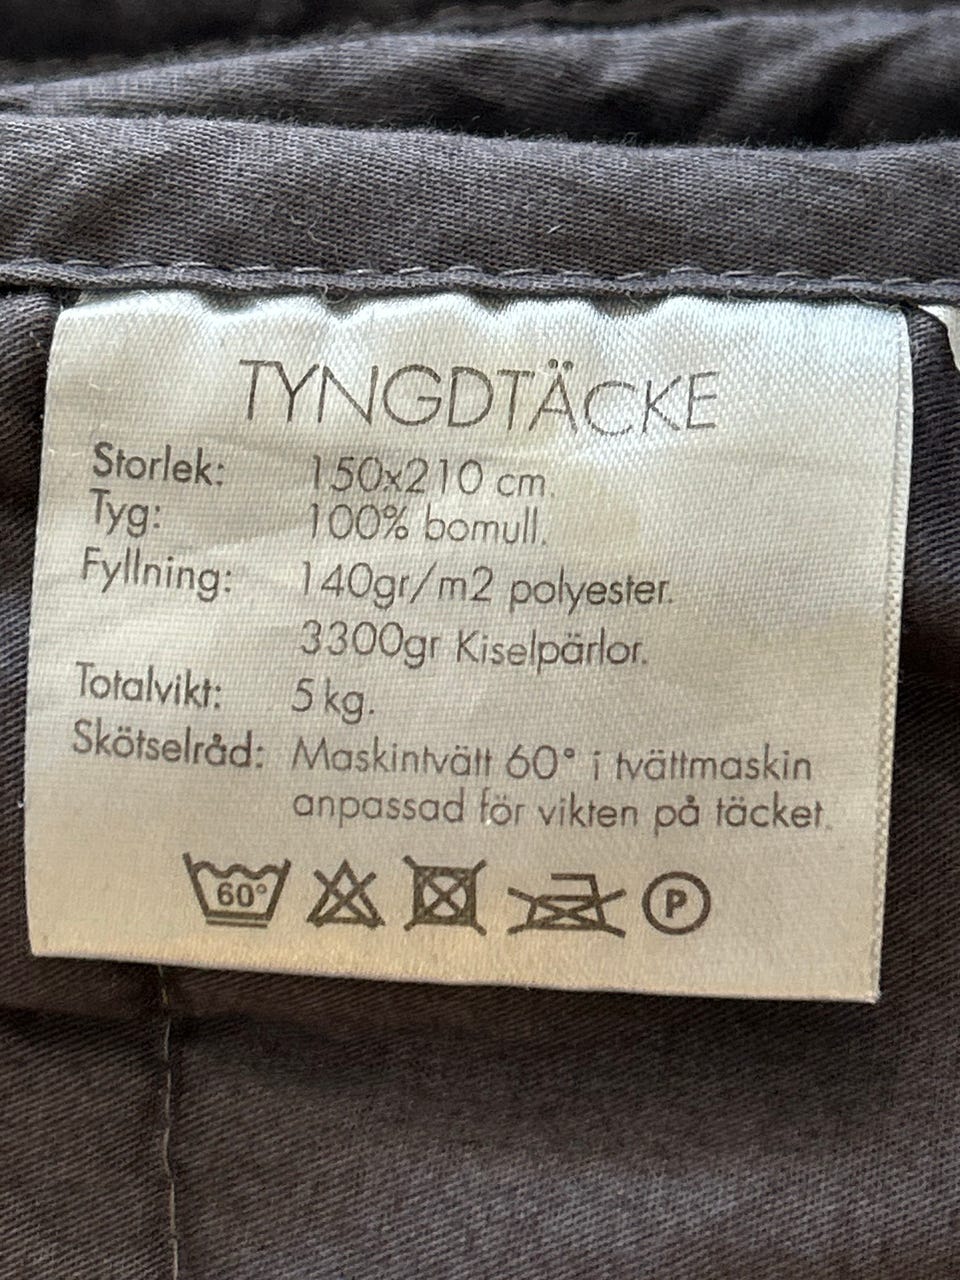 TYNGDTÄCKE
Storlek: 150x210 cm.
Tyg: 100% bomull.
Fyllning: 140gr/m2 polyester.
3300gr Kiselpärlor.
Totalvikt: 5 kg.
Skötselråd: Maskintvätt 60° i tvättmaskin
anpassad för vikten på täcket.
60° P